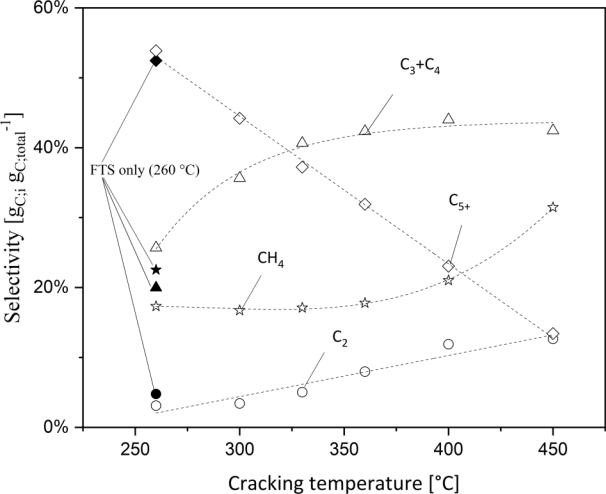 60%
C3+C4
40%
FTS only (260 °C)
C5+
CH4
20%
C2
0%
250 300 350 400 450
Cracking temperature [°C]
Selectivity [gC;i gC;total-1]